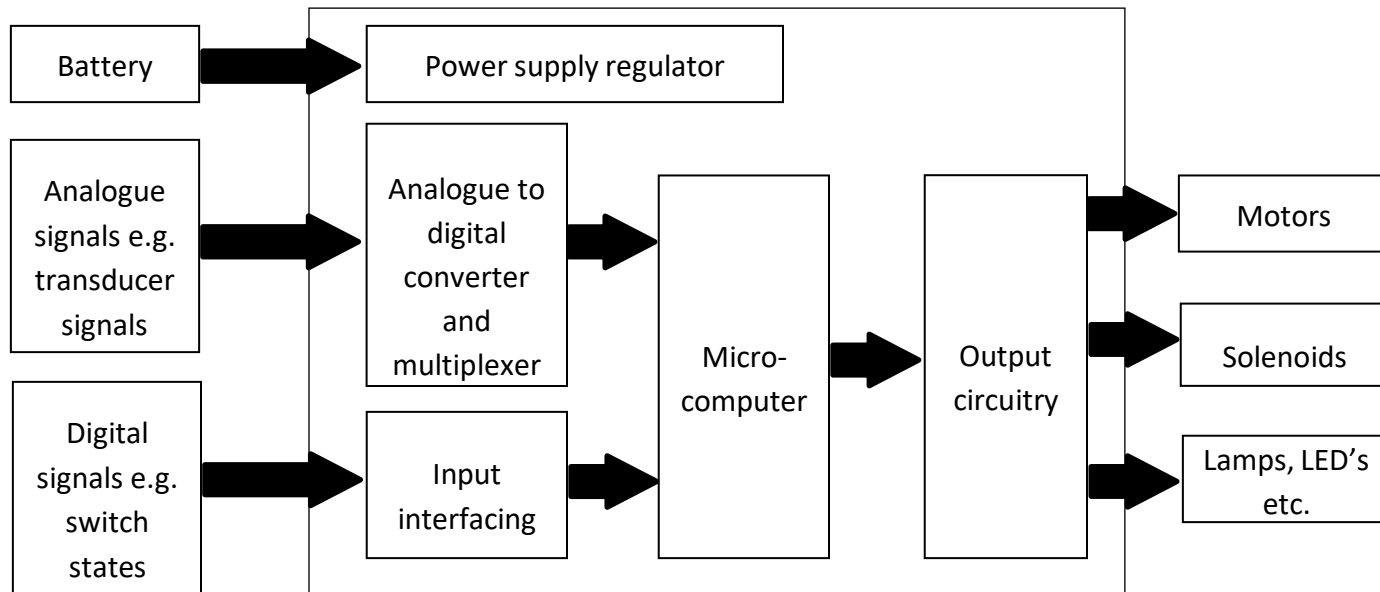 Battery
Power supply regulator
Analogue
signals e.g.
transducer
signals
Analogue to
digital
converter
and
multiplexer
Digital
signals e.g.
switch
states
Input
interfacing
Micro-
computer
Output
circuitry
Motors
Solenoids
Lamps, LED’s
etc.